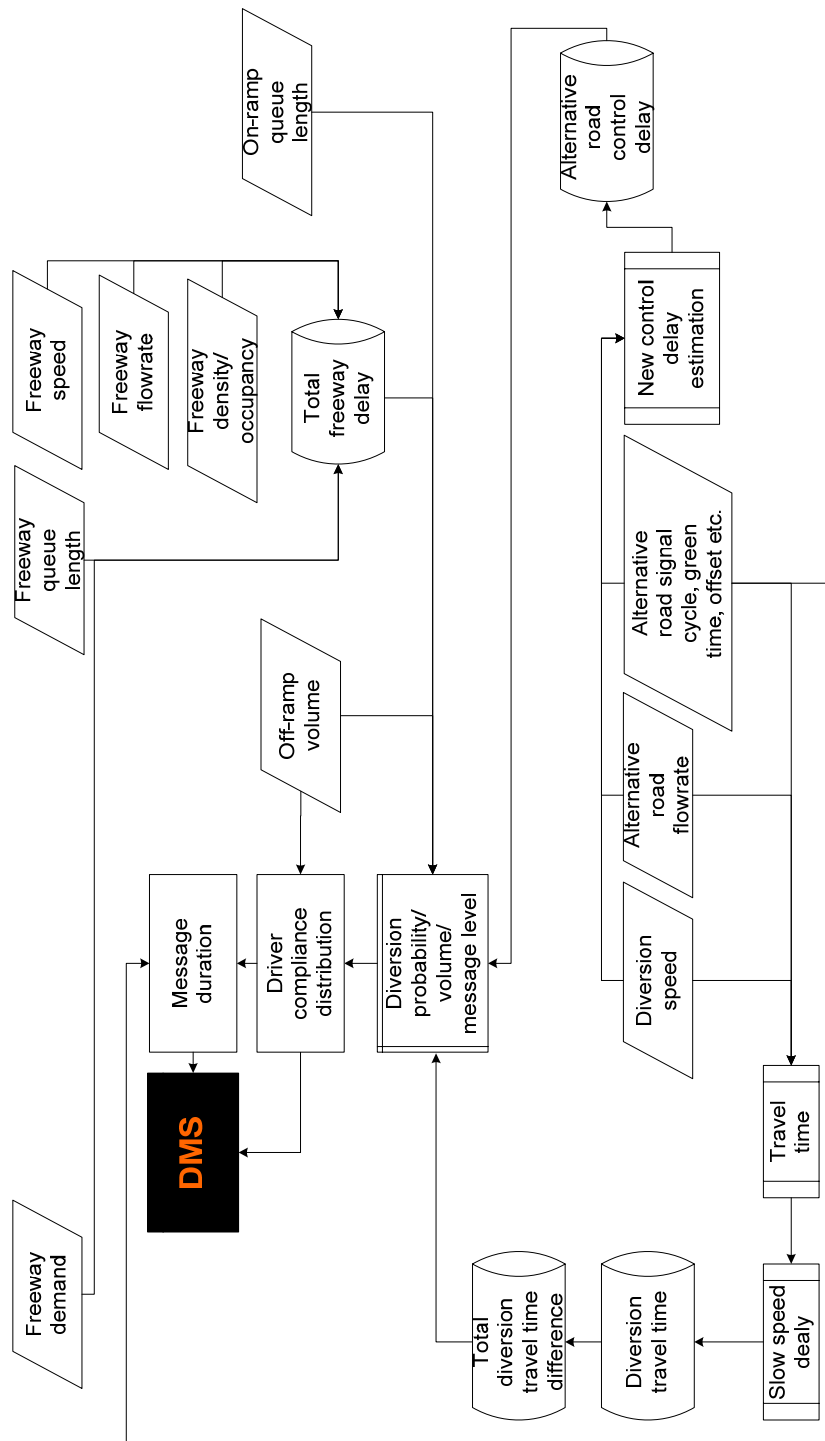 Freeway
demand
Freeway
queue
length
Freeway
speed
Freeway
flowrate
Freeway
density/
occupancy
On-ramp
queue
length
Total
freeway
delay
Off-ramp
volume
DMS
Message
duration
Driver
compliance
distribution
Diversion
probability/
volume/
message level
Total
diversion
travel time
difference
Diversion
travel time
Slow speed
dealy
Travel
time
Diversion
speed
Alternative
road
flowrate
Alternative
road signal
cycle, green
time, offset etc.
New control
delay
estimation
Alternative
road
control
delay